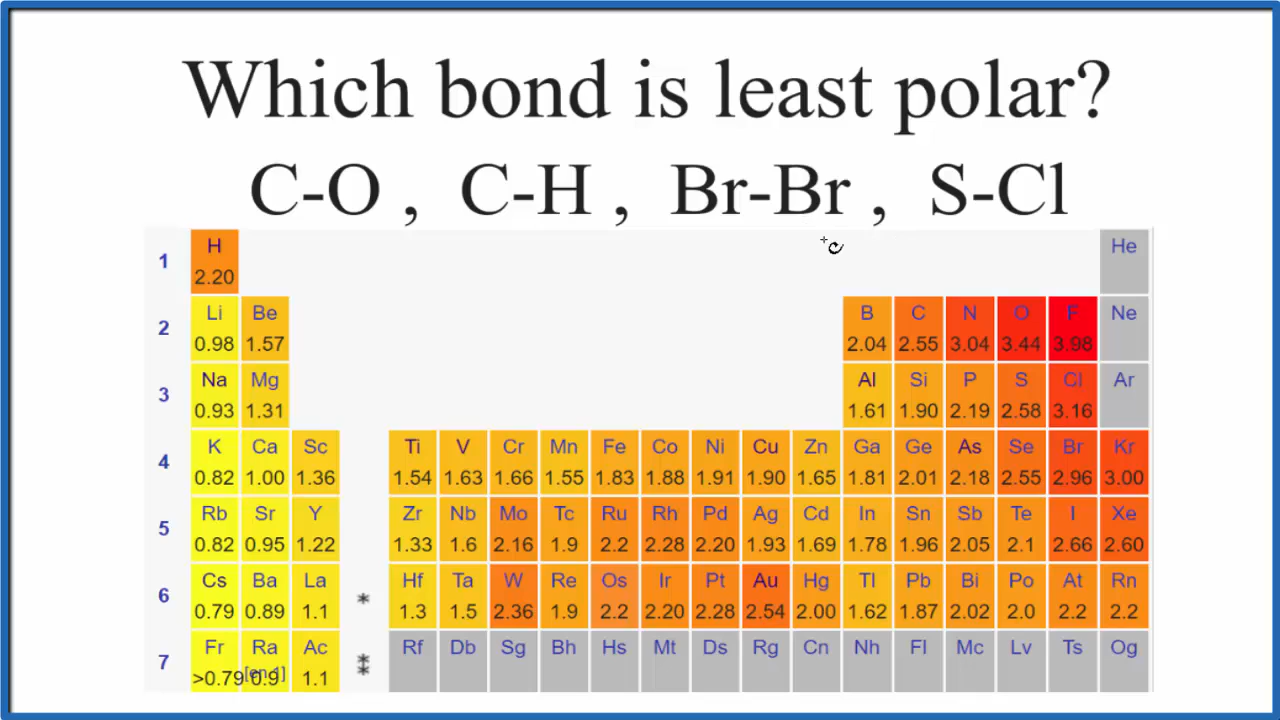 Which bond is least polar?
C-O , C-H , Br-Br , S-Cl
1 H He
2.20
2 Li Be B C N O F Ne
0.98 1.57 2.04 2.55 3.04 3.44 3.98
3 Na Mg Al Si P S Cl Ar
0.93 1.31 1.61 1.90 2.19 2.58 3.16
4 K Ca Sc Ti V Cr Mn Fe Co Ni Cu Zn Ga Ge As Se Br Kr
0.82 1.00 1.36 1.54 1.63 1.66 1.55 1.83 1.88 1.91 1.90 1.65 1.81 2.01 2.18 2.55 2.96 3.00
5 Rb Sr Y Zr Nb Mo Tc Ru Rh Pd Ag Cd In Sn Sb Te I Xe
0.82 0.95 1.22 1.33 1.6 2.16 1.9 2.2 2.28 2.20 1.93 1.69 1.78 1.96 2.05 2.1 2.66 2.60
6 Cs Ba La * Hf Ta W Re Os Ir Pt Au Hg Tl Pb Bi Po At Rn
0.79 0.89 1.1 1.3 1.5 2.36 1.9 2.2 2.20 2.28 2.54 2.00 1.62 1.87 2.02 2.0 2.2 2.2
7 Fr Ra Ac ** Rf Db Sg Bh Hs Mt Ds Rg Cn Nh Fl Mc Lv Ts Og
>0.79[en 1] 0.9 1.1